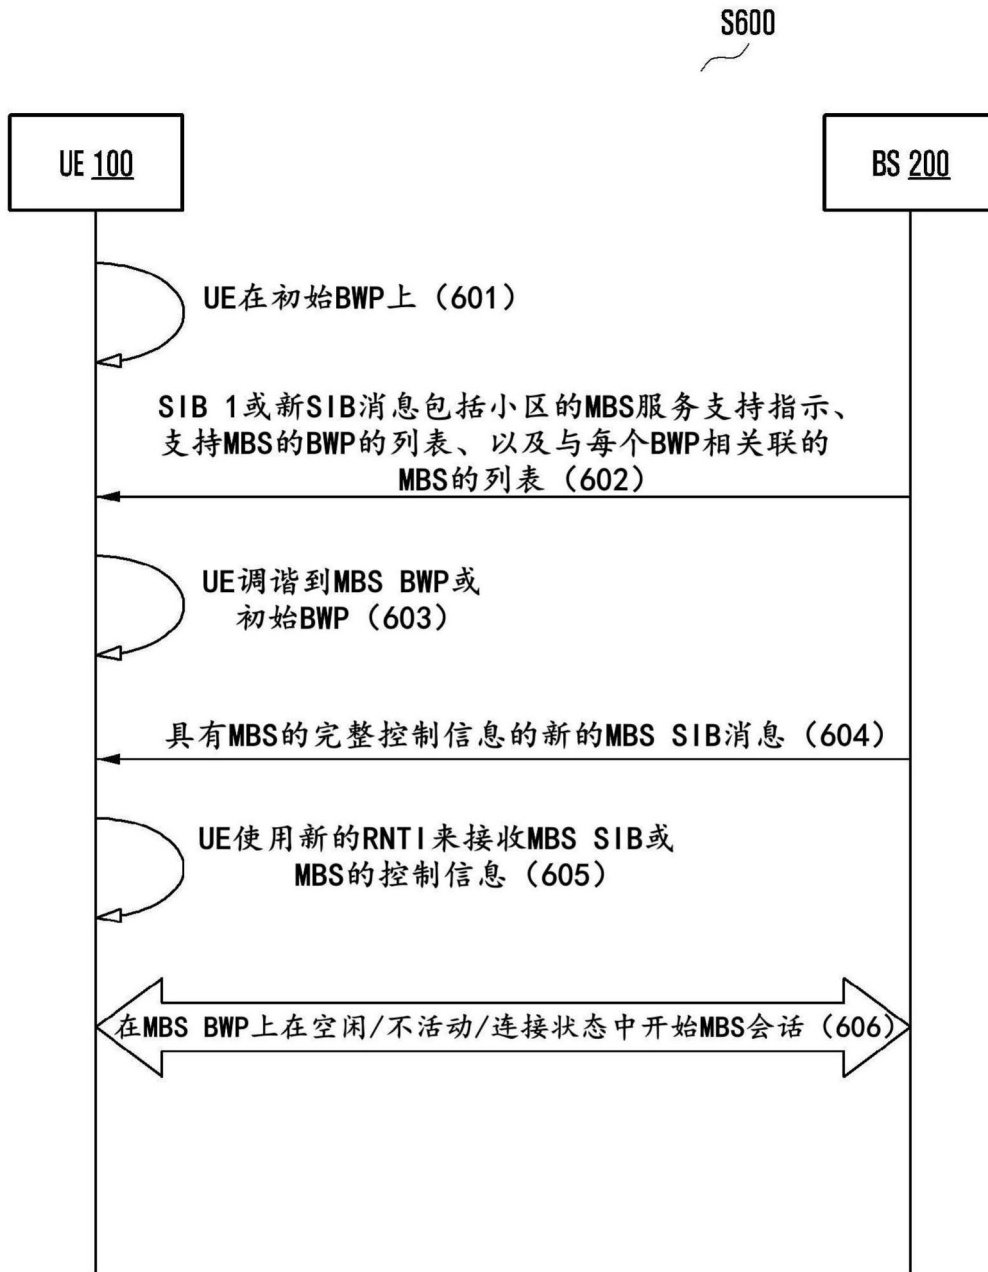 S600
UE 100
BS 200
UE在初始BWP上（601）
SIB 1或新SIB消息包括小区的MBS服务支持指示、
支持MBS的BWP的列表、以及与每个BWP相关联的
MBS的列表（602）
UE调谐到MBS BWP或
初始BWP（603）
具有MBS的完整控制信息的新的MBS SIB消息（604）
UE使用新的RNTI来接收MBS SIB或
MBS的控制信息（605）
在MBS BWP上在空闲/不活动/连接状态中开始MBS会话（606）